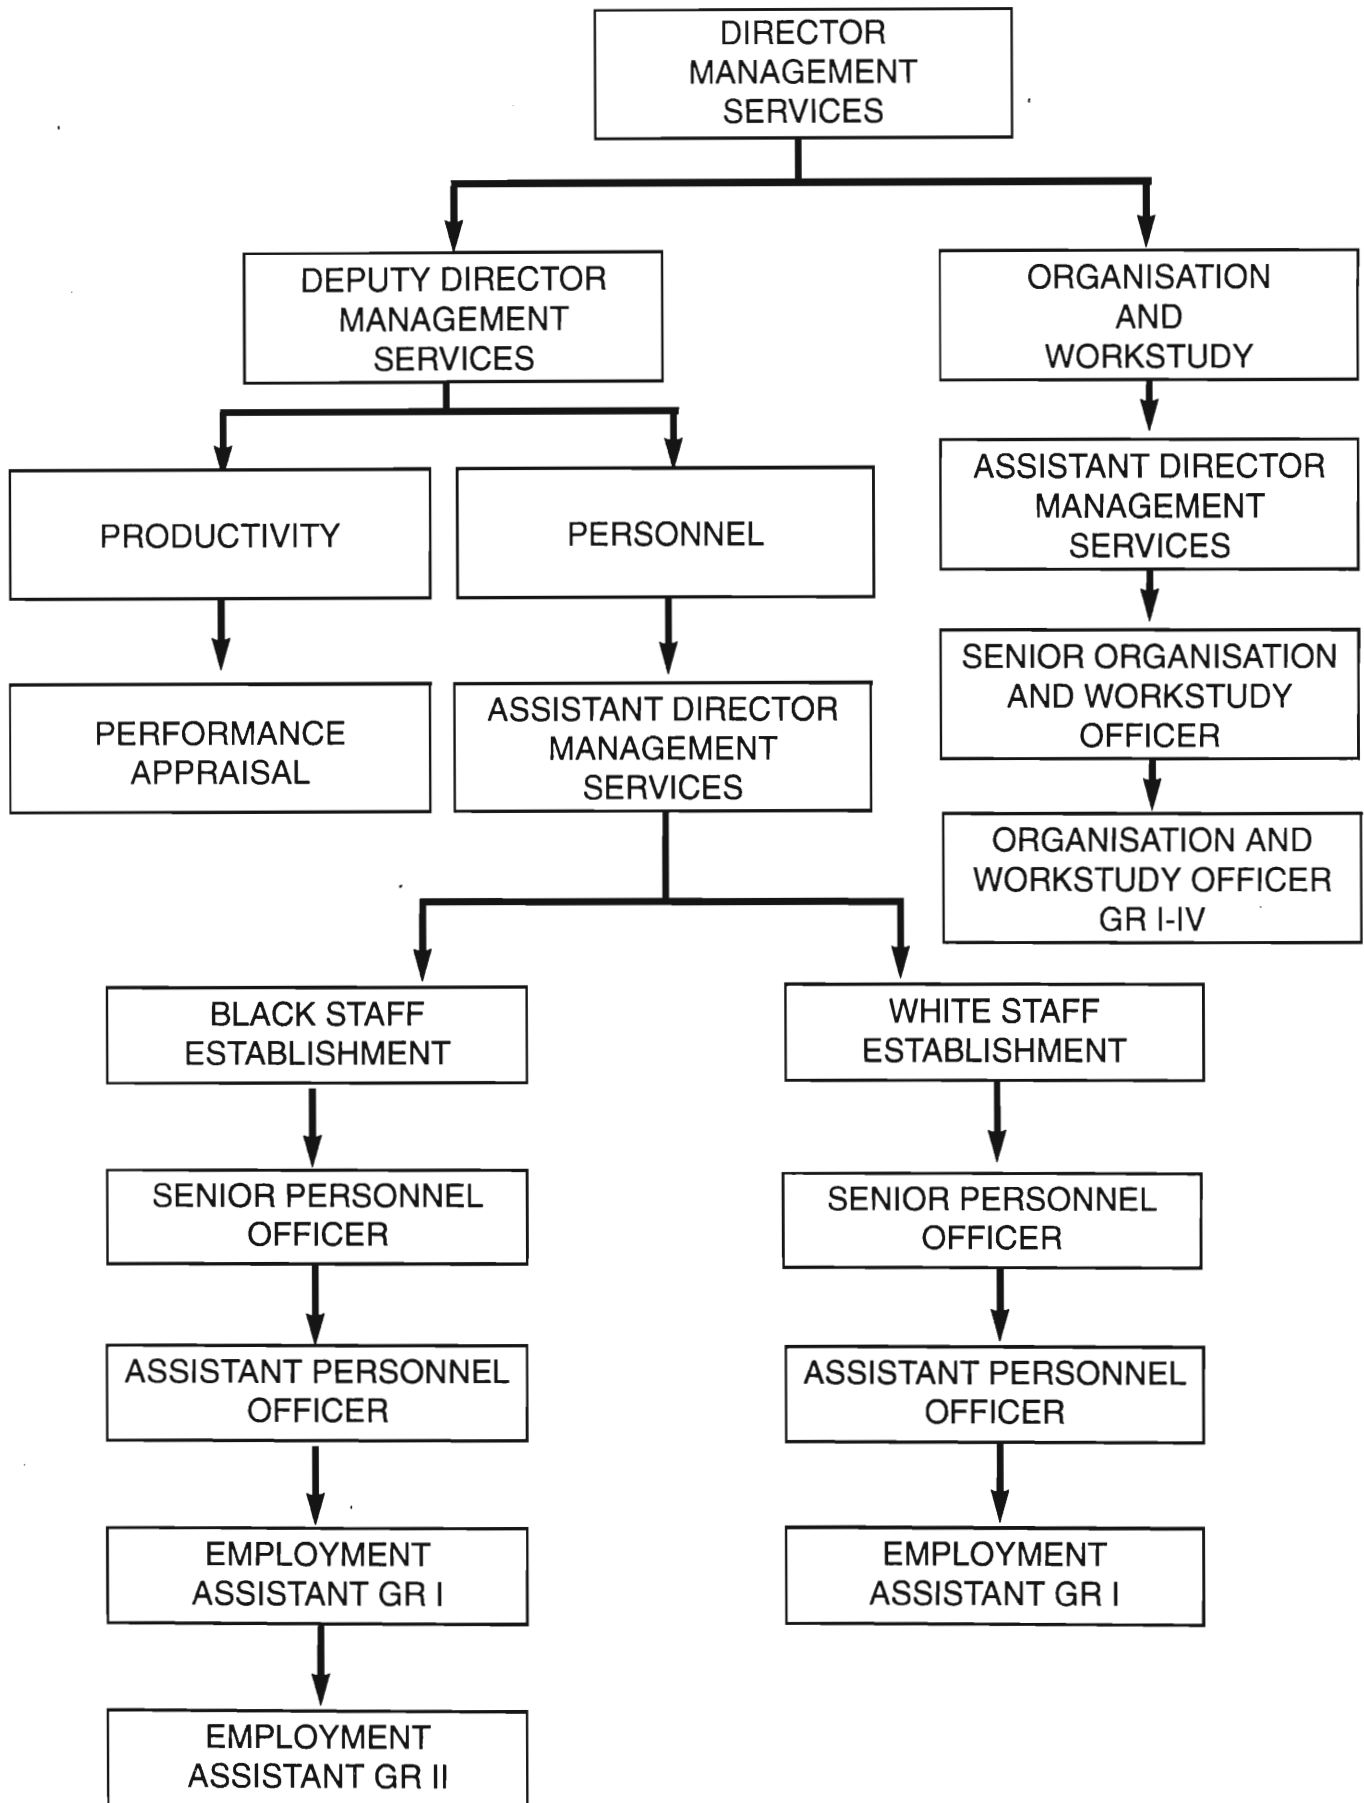 DIRECTOR
MANAGEMENT
SERVICES
DEPUTY DIRECTOR
MANAGEMENT
SERVICES
ORGANISATION
AND
WORKSTUDY
PRODUCTIVITY
PERSONNEL
ASSISTANT DIRECTOR
MANAGEMENT
SERVICES
PERFORMANCE
APPRAISAL
ASSISTANT DIRECTOR
MANAGEMENT
SERVICES
SENIOR ORGANISATION
AND WORKSTUDY
OFFICER
ORGANISATION AND
WORKSTUDY OFFICER
GR I-IV
BLACK STAFF
ESTABLISHMENT
WHITE STAFF
ESTABLISHMENT
SENIOR PERSONNEL
OFFICER
SENIOR PERSONNEL
OFFICER
ASSISTANT PERSONNEL
OFFICER
ASSISTANT PERSONNEL
OFFICER
EMPLOYMENT
ASSISTANT GR I
EMPLOYMENT
ASSISTANT GR I
EMPLOYMENT
ASSISTANT GR II